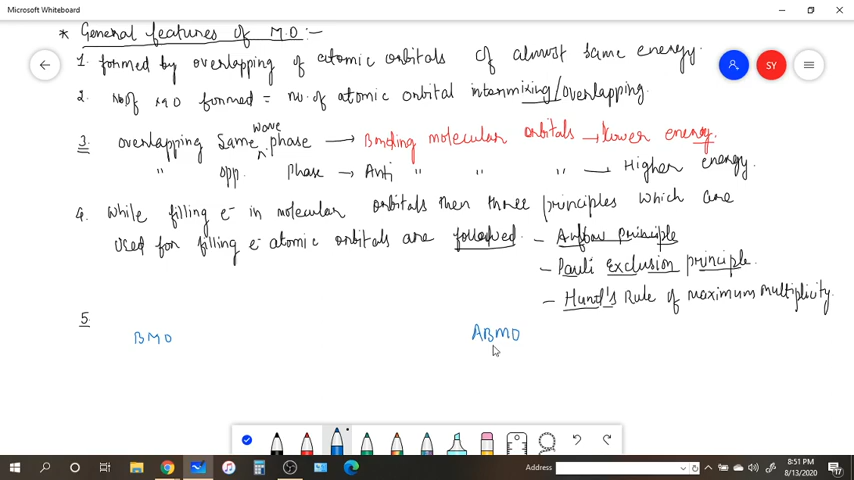 Microsoft Whiteboard
* General features of M.O :-
SY
1. formed by overlapping of atomic orbitals of almost same energy.
2. No of M.O formed = no. of atomic orbital intermixing/overlapping.
3. overlapping same wave phase → Bonding molecular orbitals → lower energy.
" opp. Phase → Anti " " " → Higher energy.
4. While filling e- in molecular orbitals then three principles which are
used for filling e- atomic orbitals are followed. - Aufbau principle
- Pauli exclusion principle.
- Hund's Rule of maximum multiplicity.
5.
BMO ABMO
Address
8:51 PM
8/13/2020
17